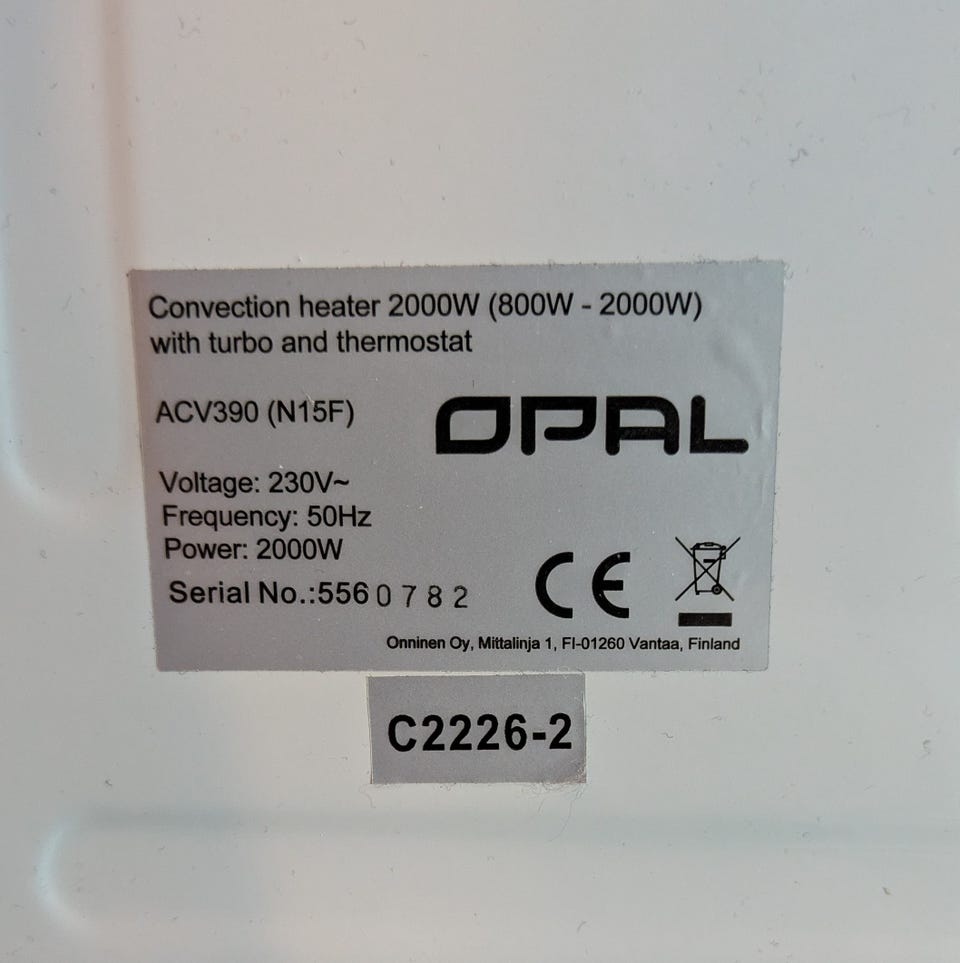 Convection heater 2000W (800W - 2000W)
with turbo and thermostat
ACV390 (N15F)
OPAL
Voltage: 230V~
Frequency: 50Hz
Power: 2000W
Serial No.:5560782
CE
Onninen Oy, Mittalinja 1, FI-01260 Vantaa, Finland
C2226-2